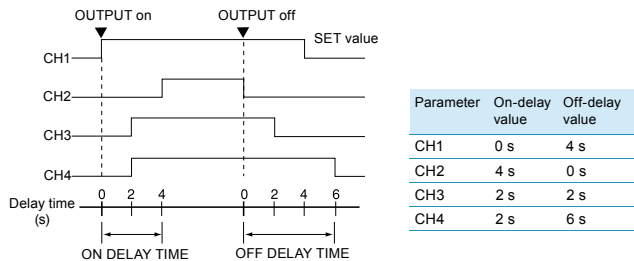 OUTPUT on OUTPUT off
SET value
CH1
CH2
CH3
CH4
Delay time
(s)
0 2 4 0 2 4 6
ON DELAY TIME OFF DELAY TIME
Parameter On-delay value Off-delay value
CH1 0 s 4 s
CH2 4 s 0 s
CH3 2 s 2 s
CH4 2 s 6 s